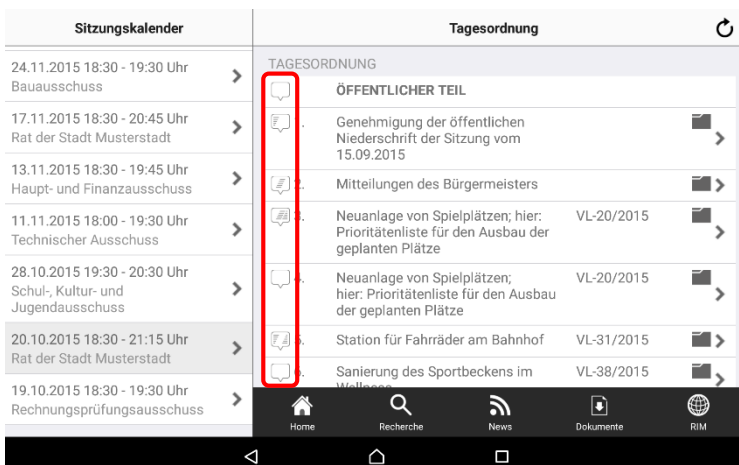 Sitzungskalender
24.11.2015 18:30 - 19:30 Uhr
Bauausschuss
17.11.2015 18:30 - 20:45 Uhr
Rat der Stadt Musterstadt
13.11.2015 18:30 - 19:45 Uhr
Haupt- und Finanzausschuss
11.11.2015 18:00 - 19:30 Uhr
Technischer Ausschuss
28.10.2015 19:30 - 20:30 Uhr
Schul-, Kultur- und
Jugendausschuss
20.10.2015 18:30 - 21:15 Uhr
Rat der Stadt Musterstadt
19.10.2015 18:30 - 19:30 Uhr
Rechnungsprüfungsausschuss
Tagesordnung
TAGESORDNUNG
ÖFFENTLICHER TEIL
1. Genehmigung der öffentlichen
Niederschrift der Sitzung vom
15.09.2015
2. Mitteilungen des Bürgermeisters
3. Neuanlage von Spielplätzen; hier: VL-20/2015
Prioritätenliste für den Ausbau der
geplanten Plätze
4. Neuanlage von Spielplätzen; VL-20/2015
hier: Prioritätenliste für den Ausbau
der geplanten Plätze
5. Station für Fahrräder am Bahnhof VL-31/2015
6. Sanierung des Sportbeckens im VL-38/2015
Wellness
Home Recherche News Dokumente RIM